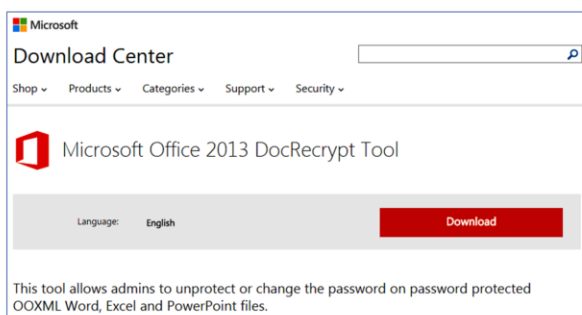 Microsoft
Download Center
Shop Products Categories Support Security
Microsoft Office 2013 DocRecrypt Tool
Language: English Download
This tool allows admins to unprotect or change the password on password protected
OOXML Word, Excel and PowerPoint files.